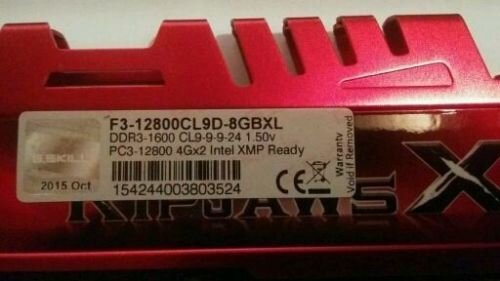 F3-12800CL9D-8GBXL
DDR3-1600 CL9-9-9-24 1.50v
PC3-12800 4Gx2 Intel XMP Ready
G.SKILL
2015 Oct
154244003803524
Warranty
Void if Removed
RIPJAWS X